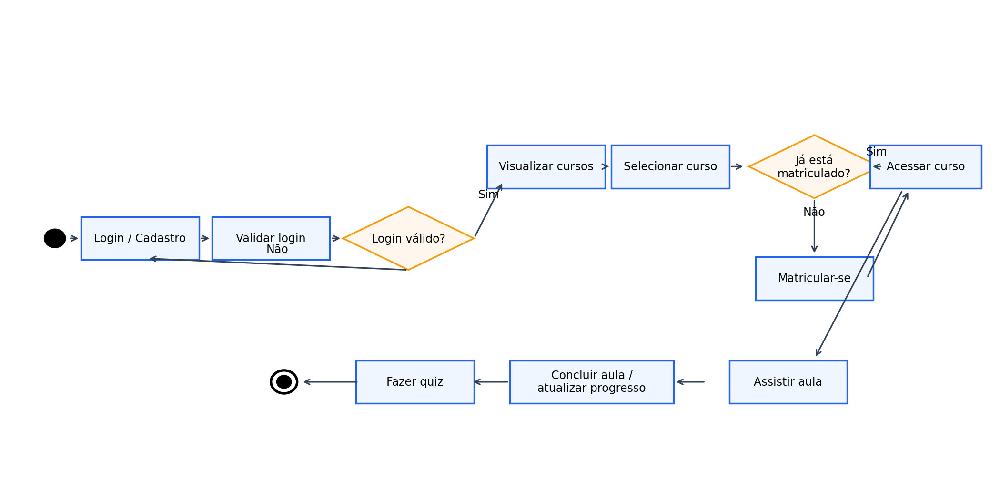 Login / Cadastro
Validar login
Não
Login válido?
Sim
Visualizar cursos
Selecionar curso
Já está
matriculado?
Sim
Acessar curso
Não
Matricular-se
Assistir aula
Concluir aula /
atualizar progresso
Fazer quiz